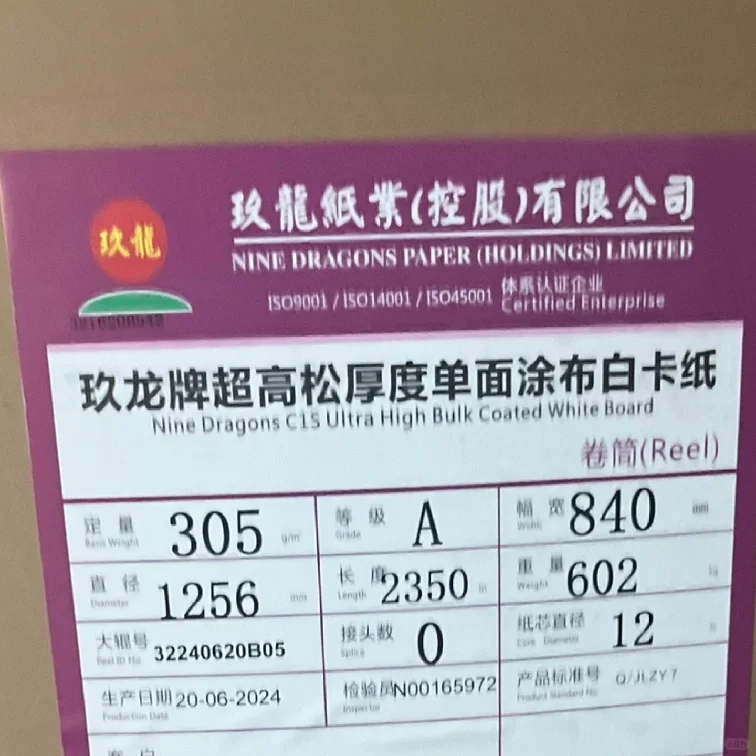 玖龍
玖龍紙業(控股)有限公司
NINE DRAGONS PAPER (HOLDINGS) LIMITED
ISO9001 / ISO14001 / ISO45001 体系认证企业
Certified Enterprise
玖龙牌超高松厚度单面涂布白卡纸
Nine Dragons C1S Ultra High Bulk Coated White Board
卷筒(Reel)
定量 305 g/m 等级 A 幅宽 840 mm
Basis Weight Grade Width
直径 1256 mm 长度 2350 m 重量 602
Diameter Length Weight
大辊号 32240620B05 接头数 0 纸芯直径 12
Reel ID No. Splice Core Diameter
生产日期 20-06-2024 检验员 N00165972 产品标准号 Q/JLZY 7
Production Date Inspector Product Standard No.
客户